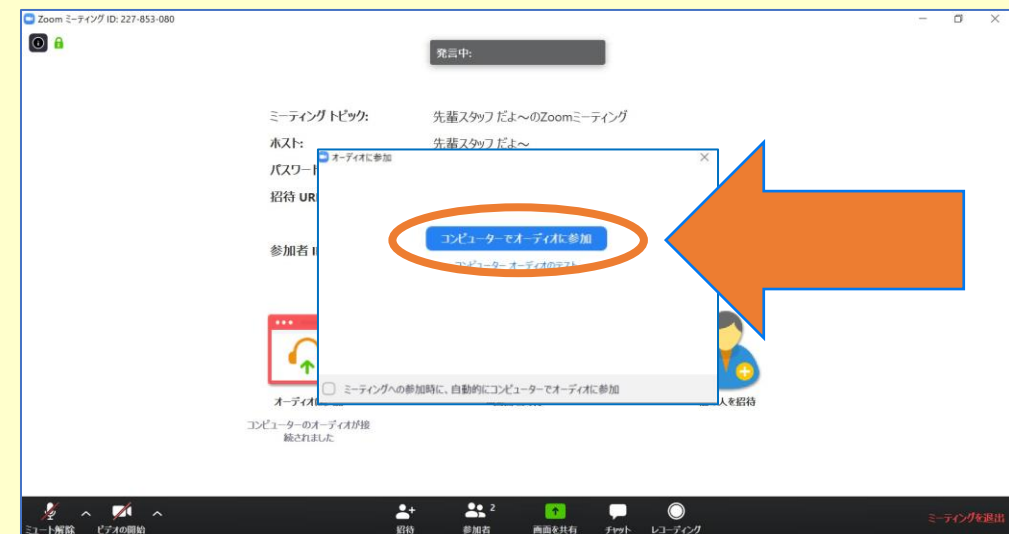 Zoom ミーティング ID: 227-853-080
発言中:
ミーティング トピック: 先輩スタッフ だよ～のZoomミーティング
ホスト: 先輩スタッフ だよ～
パスワード
招待 UR
参加者 I
オーディオに参加
コンピューターでオーディオに参加
コンピューター オーディオのテスト
ミーティングへの参加時に、自動的にコンピューターでオーディオに参加
オーディオ
人を招待
コンピューターのオーディオが接
続されました
ミュート解除 ビデオの開始 招待 参加者 2 画面を共有 チャット レコーディング ミーティングを退出